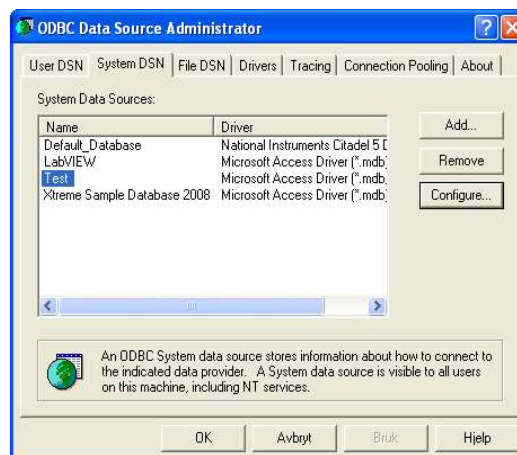 ODBC Data Source Administrator
User DSN System DSN File DSN Drivers Tracing Connection Pooling About
System Data Sources:
Name Driver
Default_Database National Instruments Citadel 5 D
LabVIEW Microsoft Access Driver (*.mdb
Test Microsoft Access Driver (*.mdb
Xtreme Sample Database 2008 Microsoft Access Driver (*.mdb
Add...
Remove
Configure...
An ODBC System data source stores information about how to connect to
the indicated data provider. A System data source is visible to all users
on this machine, including NT services.
OK Avbryt Bruk Hjelp